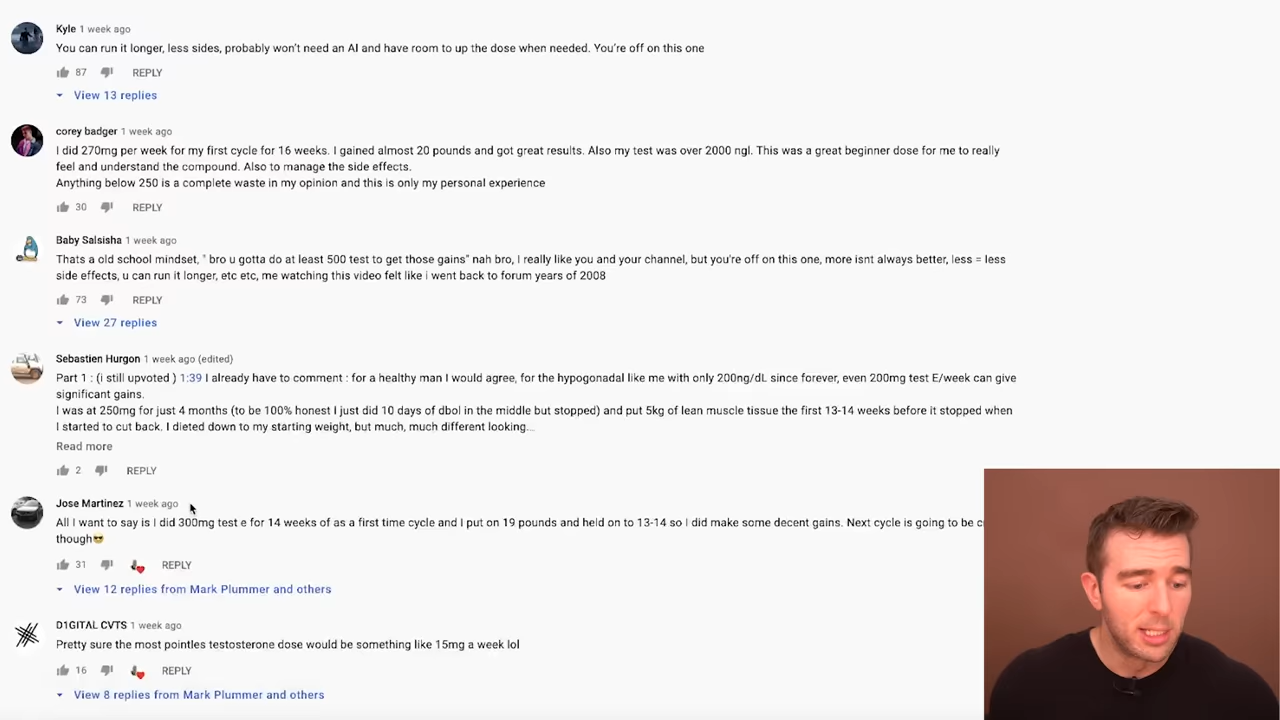 Kyle 1 week ago
You can run it longer, less sides, probably won't need an AI and have room to up the dose when needed. You're off on this one
87 REPLY
View 13 replies
corey badger 1 week ago
I did 270mg per week for my first cycle for 16 weeks. I gained almost 20 pounds and got great results. Also my test was over 2000 ngl. This was a great beginner dose for me to really
feel and understand the compound. Also to manage the side effects.
Anything below 250 is a complete waste in my opinion and this is only my personal experience
30 REPLY
Baby Salsisha 1 week ago
Thats a old school mindset, " bro u gotta do at least 500 test to get those gains" nah bro, I really like you and your channel, but you're off on this one, more isnt always better, less = less
side effects, u can run it longer, etc etc, me watching this video felt like i went back to forum years of 2008
73 REPLY
View 27 replies
Sebastien Hurgon 1 week ago (edited)
Part 1 : (i still upvoted ) 1:39 I already have to comment : for a healthy man I would agree, for the hypogonadal like me with only 200ng/dL since forever, even 200mg test E/week can give
significant gains.
I was at 250mg for just 4 months (to be 100% honest I just did 10 days of dbol in the middle but stopped) and put 5kg of lean muscle tissue the first 13-14 weeks before it stopped when
I started to cut back. I dieted down to my starting weight, but much, much different looking...
Read more
2 REPLY
Jose Martinez 1 week ago
All I want to say is I did 300mg test e for 14 weeks of as a first time cycle and I put on 19 pounds and held on to 13-14 so I did make some decent gains. Next cycle is going to be
though😎
31 REPLY
View 12 replies from Mark Plummer and others
D1GITAL CVTS 1 week ago
Pretty sure the most pointles testosterone dose would be something like 15mg a week lol
16 REPLY
View 8 replies from Mark Plummer and others